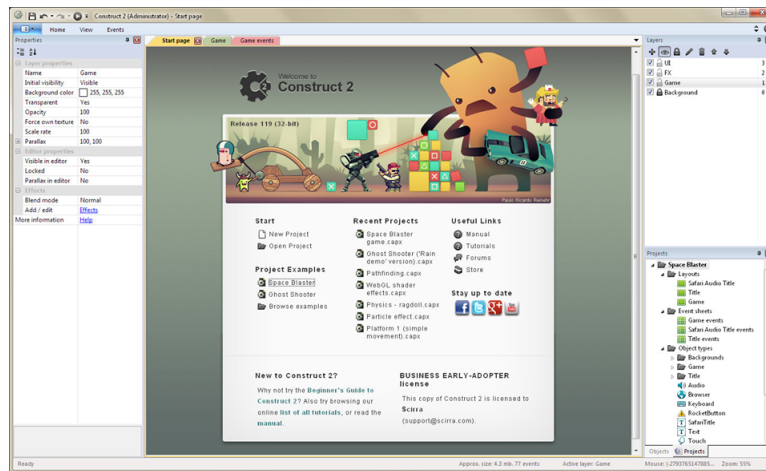 Construct 2 (Administrator) - Start page
Home View Events
Properties
Layer properties
Name Game
Initial visibility Visible
Background color 255, 255, 255
Transparent Yes
Opacity 100
Force own texture No
Scale rate 100
Parallax 100, 100
Editor properties
Visible in editor Yes
Locked No
Parallax in editor No
Effects
Blend mode Normal
Add / edit Effects
More information Help
Start page Game Game events
Welcome to
Construct 2
Release 119 (32-bit)
Start
New Project
Open Project
Project Examples
Space Blaster
Ghost Shooter
Browse examples
Recent Projects
Space Blaster
game.capx
Ghost Shooter ('Rain
demo' version).capx
Pathfinding.capx
WebGL shader
effects.capx
Physics - ragdoll.capx
Particle effect.capx
Platform 1 (simple
movement).capx
Useful Links
Manual
Tutorials
Forums
Store
Stay up to date
New to Construct 2?
Why not try the Beginner's Guide to
Construct 2? Also try browsing our
online list of all tutorials, or read the
manual.
BUSINESS EARLY-ADOPTER
license
This copy of Construct 2 is licensed to
Scirra
(support@scirra.com).
Layers
UI 3
FX 2
Game 1
Background 0
Projects
Space Blaster
Layouts
Safari Audio Title
Title
Game
Event sheets
Game events
Safari Audio Title events
Title events
Object types
Backgrounds
Game
Title
Audio
Browser
Keyboard
RocketButton
SafariTitle
Text
Touch
Objects Projects
Ready Approx. size: 4.3 mb. 77 events Active layer: Game Mouse: (-2793765147885... Zoom: 55%